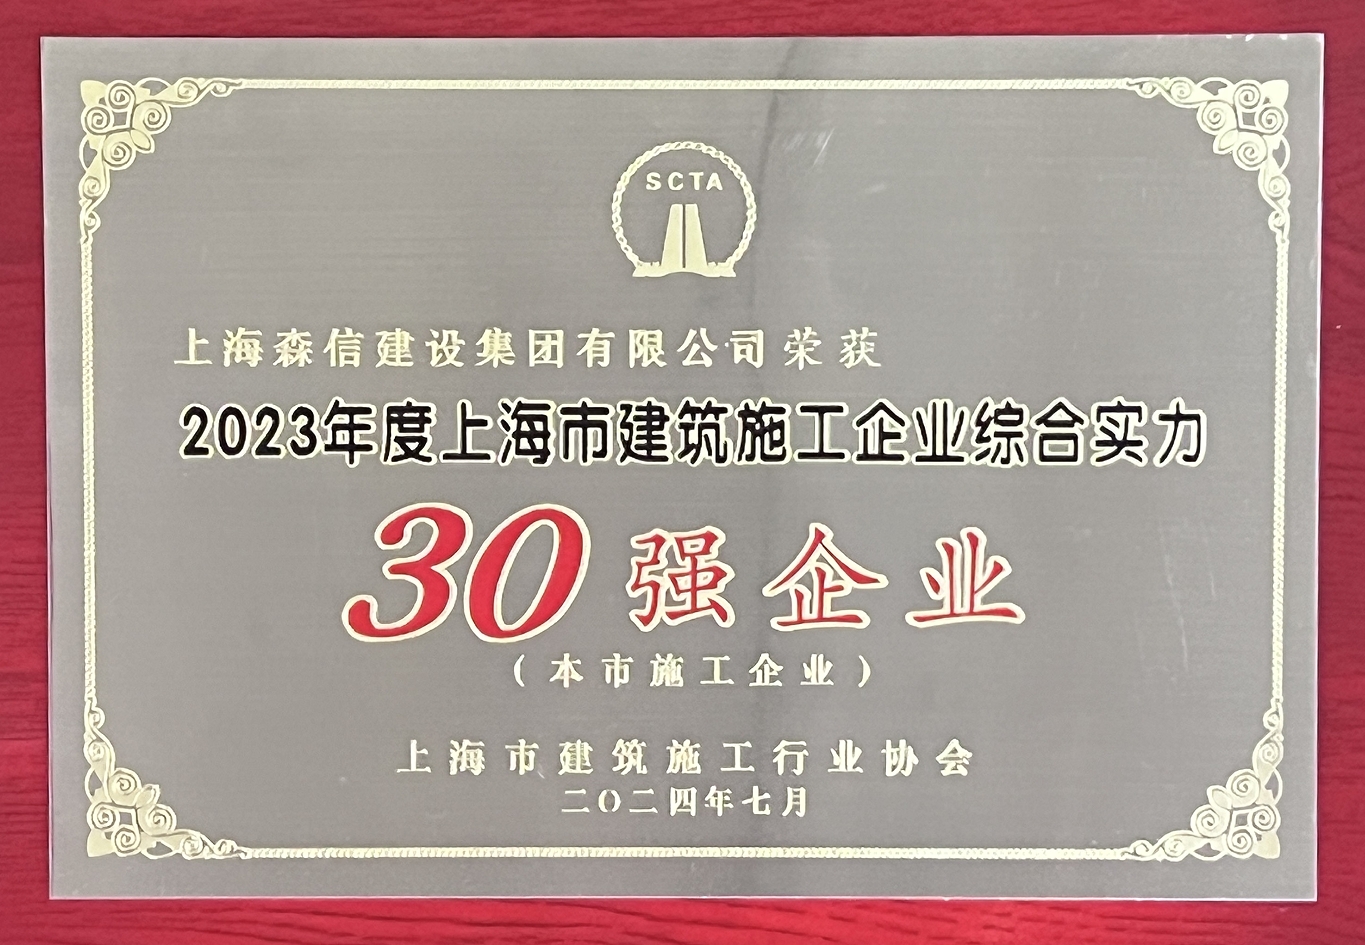 SCTA
上海森信建设集团有限公司荣获
2023年度上海市建筑施工企业综合实力
30强企业
（本市施工企业）
上海市建筑施工行业协会
二〇二四年七月